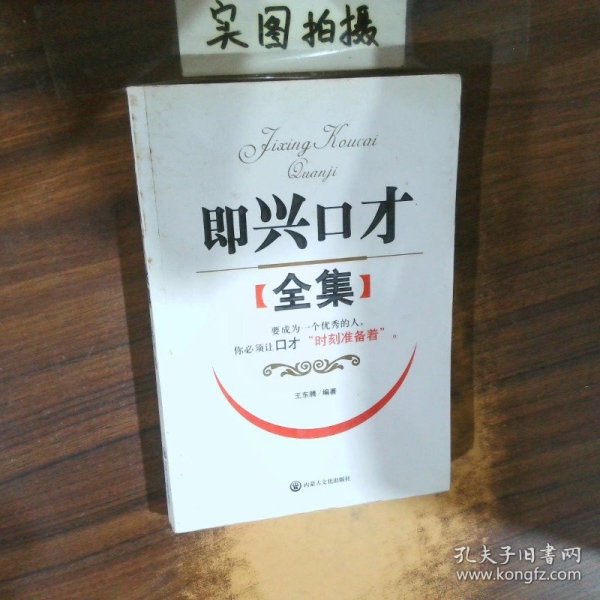 实图拍摄
Jixing Koucai
Quanji
即兴口才
【全集】
要成为一个优秀的人，
你必须让口才“时刻准备着”。
王东腾/编著
内蒙古文化出版社
孔夫子旧书网
www.kongfz.com